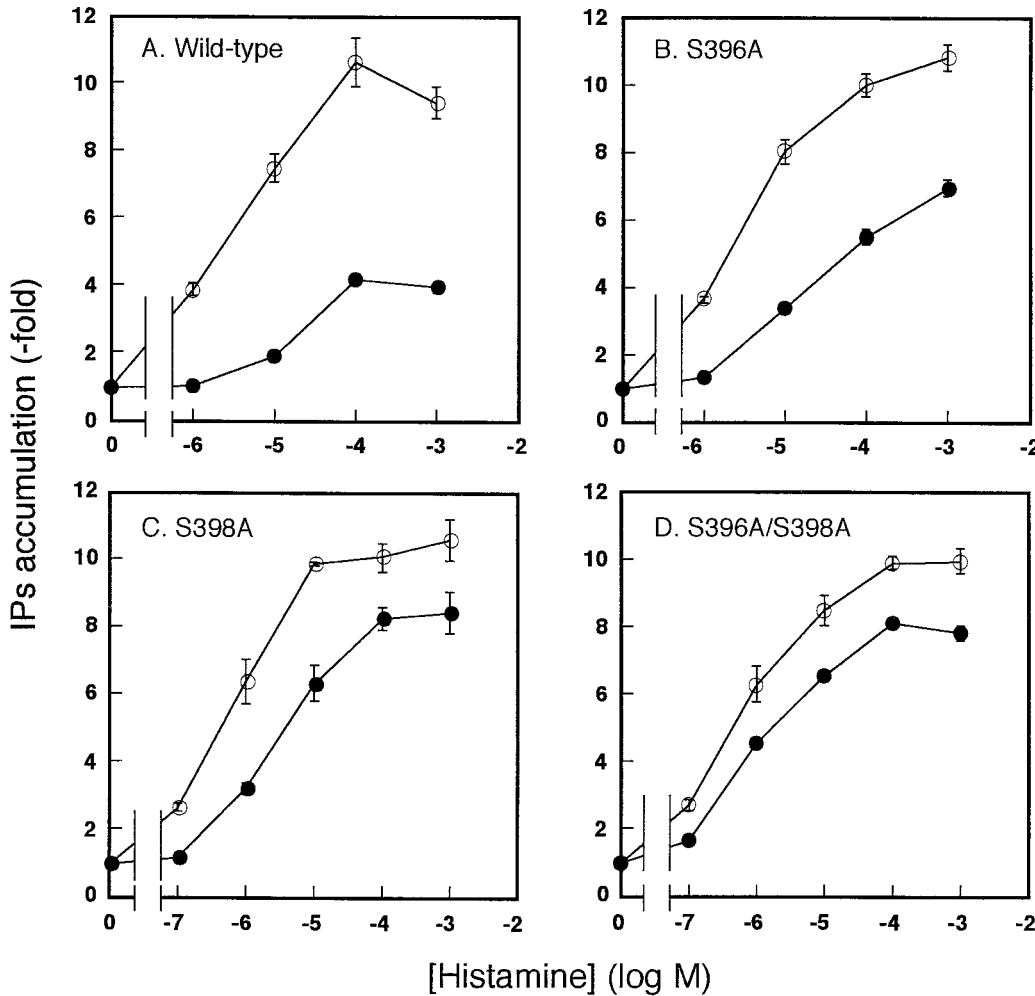 A. Wild-type
12
10
8
6
4
2
0
0 -6 -5 -4 -3 -2
B. S396A
12
10
8
6
4
2
0
0 -6 -5 -4 -3 -2
C. S398A
12
10
8
6
4
2
0
0 -7 -6 -5 -4 -3 -2
D. S396A/S398A
12
10
8
6
4
2
0
0 -7 -6 -5 -4 -3 -2
IPs accumulation (-fold)
[Histamine] (log M)